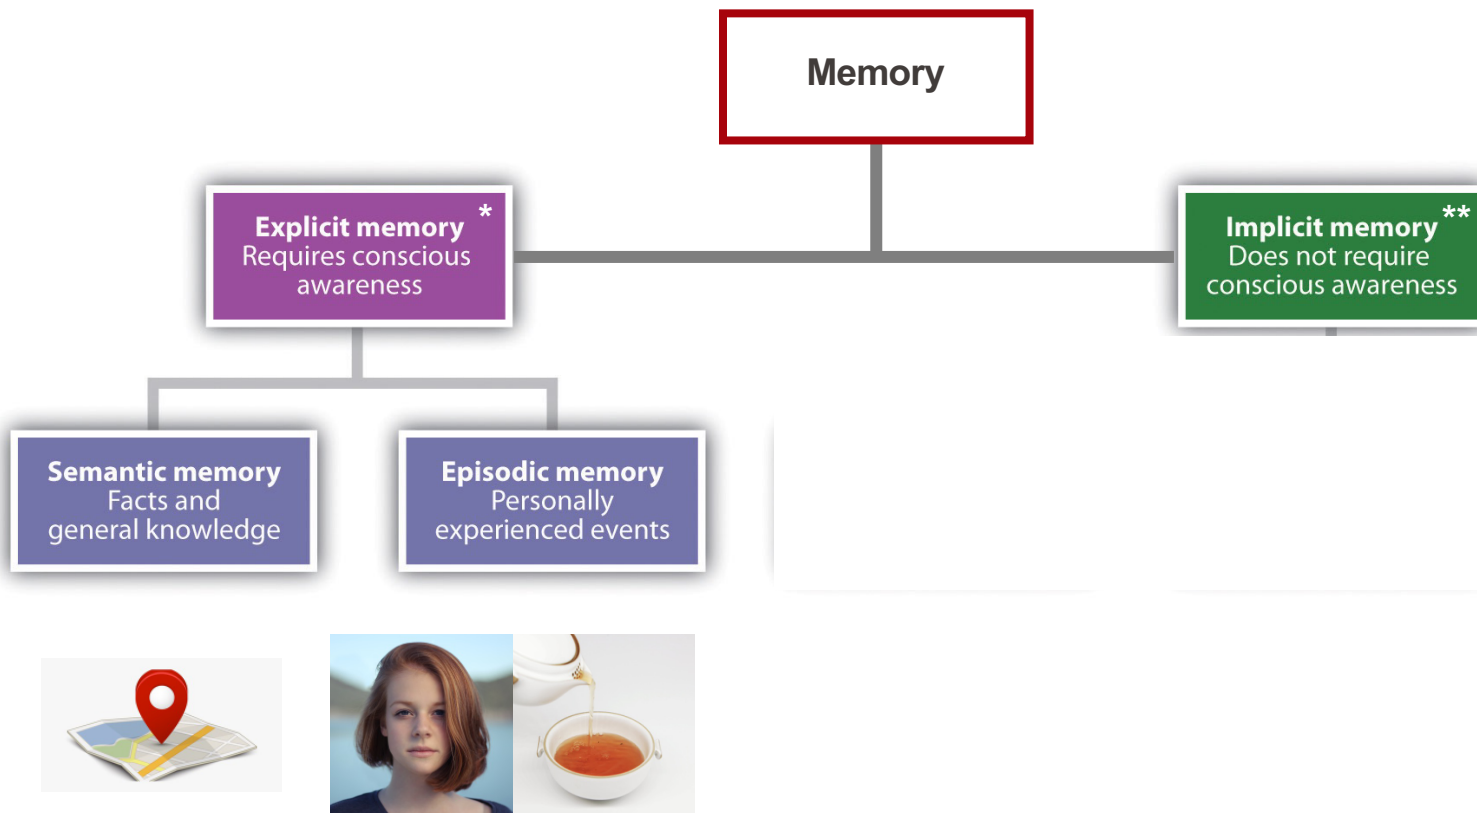 Memory
Explicit memory *
Requires conscious
awareness
Implicit memory **
Does not require
conscious awareness
Semantic memory
Facts and
general knowledge
Episodic memory
Personally
experienced events